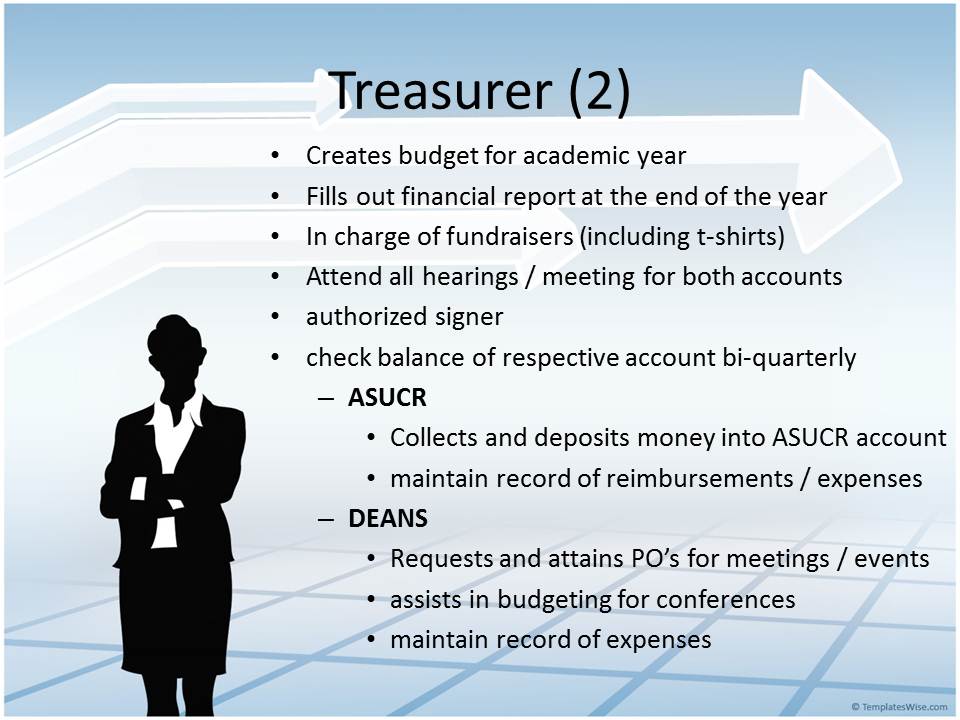 Treasurer (2)
• Creates budget for academic year
• Fills out financial report at the end of the year
• In charge of fundraisers (including t-shirts)
• Attend all hearings / meeting for both accounts
• authorized signer
• check balance of respective account bi-quarterly
– ASUCR
• Collects and deposits money into ASUCR account
• maintain record of reimbursements / expenses
– DEANS
• Requests and attains PO’s for meetings / events
• assists in budgeting for conferences
• maintain record of expenses
© TemplatesWise.com